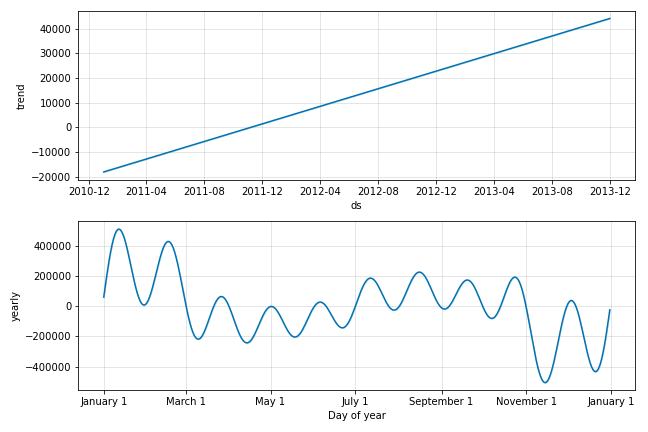 40000
30000
20000
10000
0
−10000
−20000
trend
2010-12 2011-04 2011-08 2011-12 2012-04 2012-08 2012-12 2013-04 2013-08 2013-12
ds
400000
200000
0
−200000
−400000
yearly
January 1 March 1 May 1 July 1 September 1 November 1 January 1
Day of year